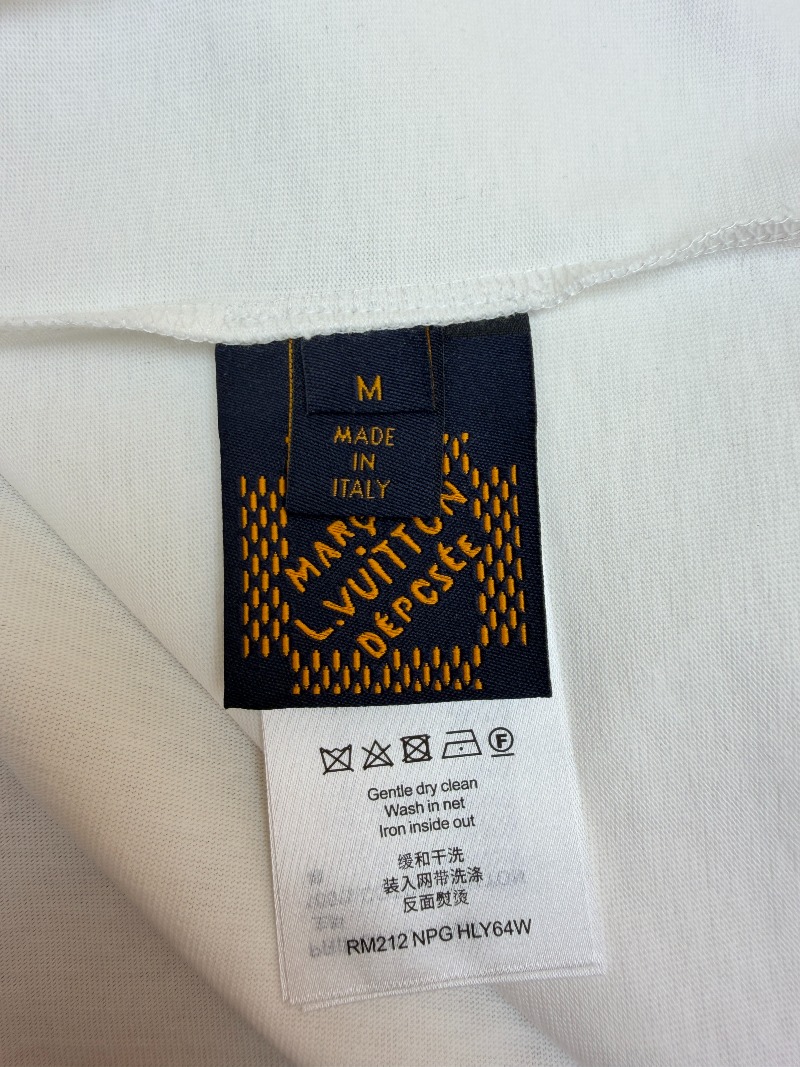 M
MADE
IN
ITALY
L.VUITTON
DÉPOSÉE
F
Gentle dry clean
Wash in net
Iron inside out
缓和干洗
装入网带洗涤
反面熨烫
RM212 NPG HLY64W